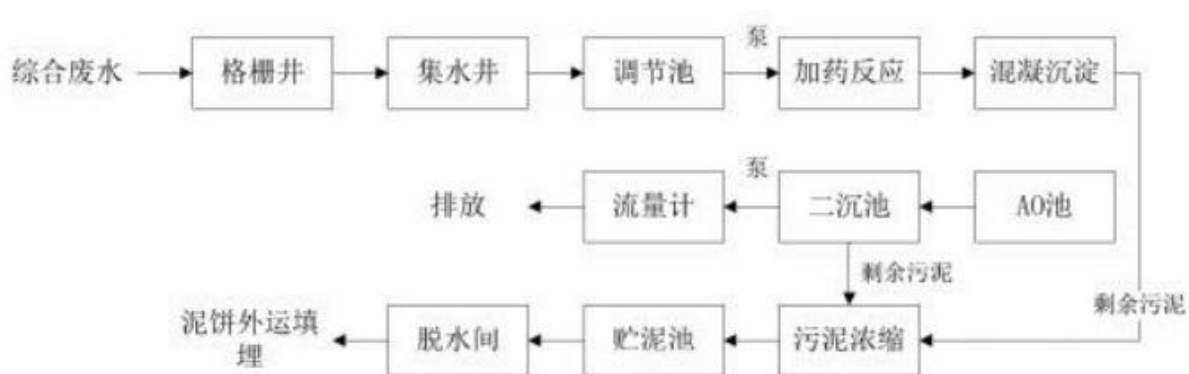 泵
综合废水
格栅井
集水井
调节池
加药反应
混凝沉淀
泵
排放
流量计
二沉池
AO池
剩余污泥
剩余污泥
泥饼外运填
埋
脱水间
贮泥池
污泥浓缩